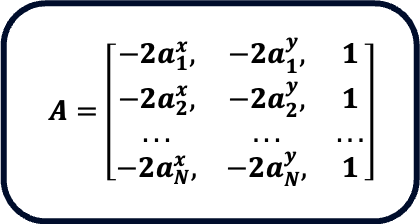 −2a₁ˣ, −2a₁ʸ, 1
−2a₂ˣ, −2a₂ʸ, 1
A = … … …
−2a_Nˣ, −2a_Nʸ, 1